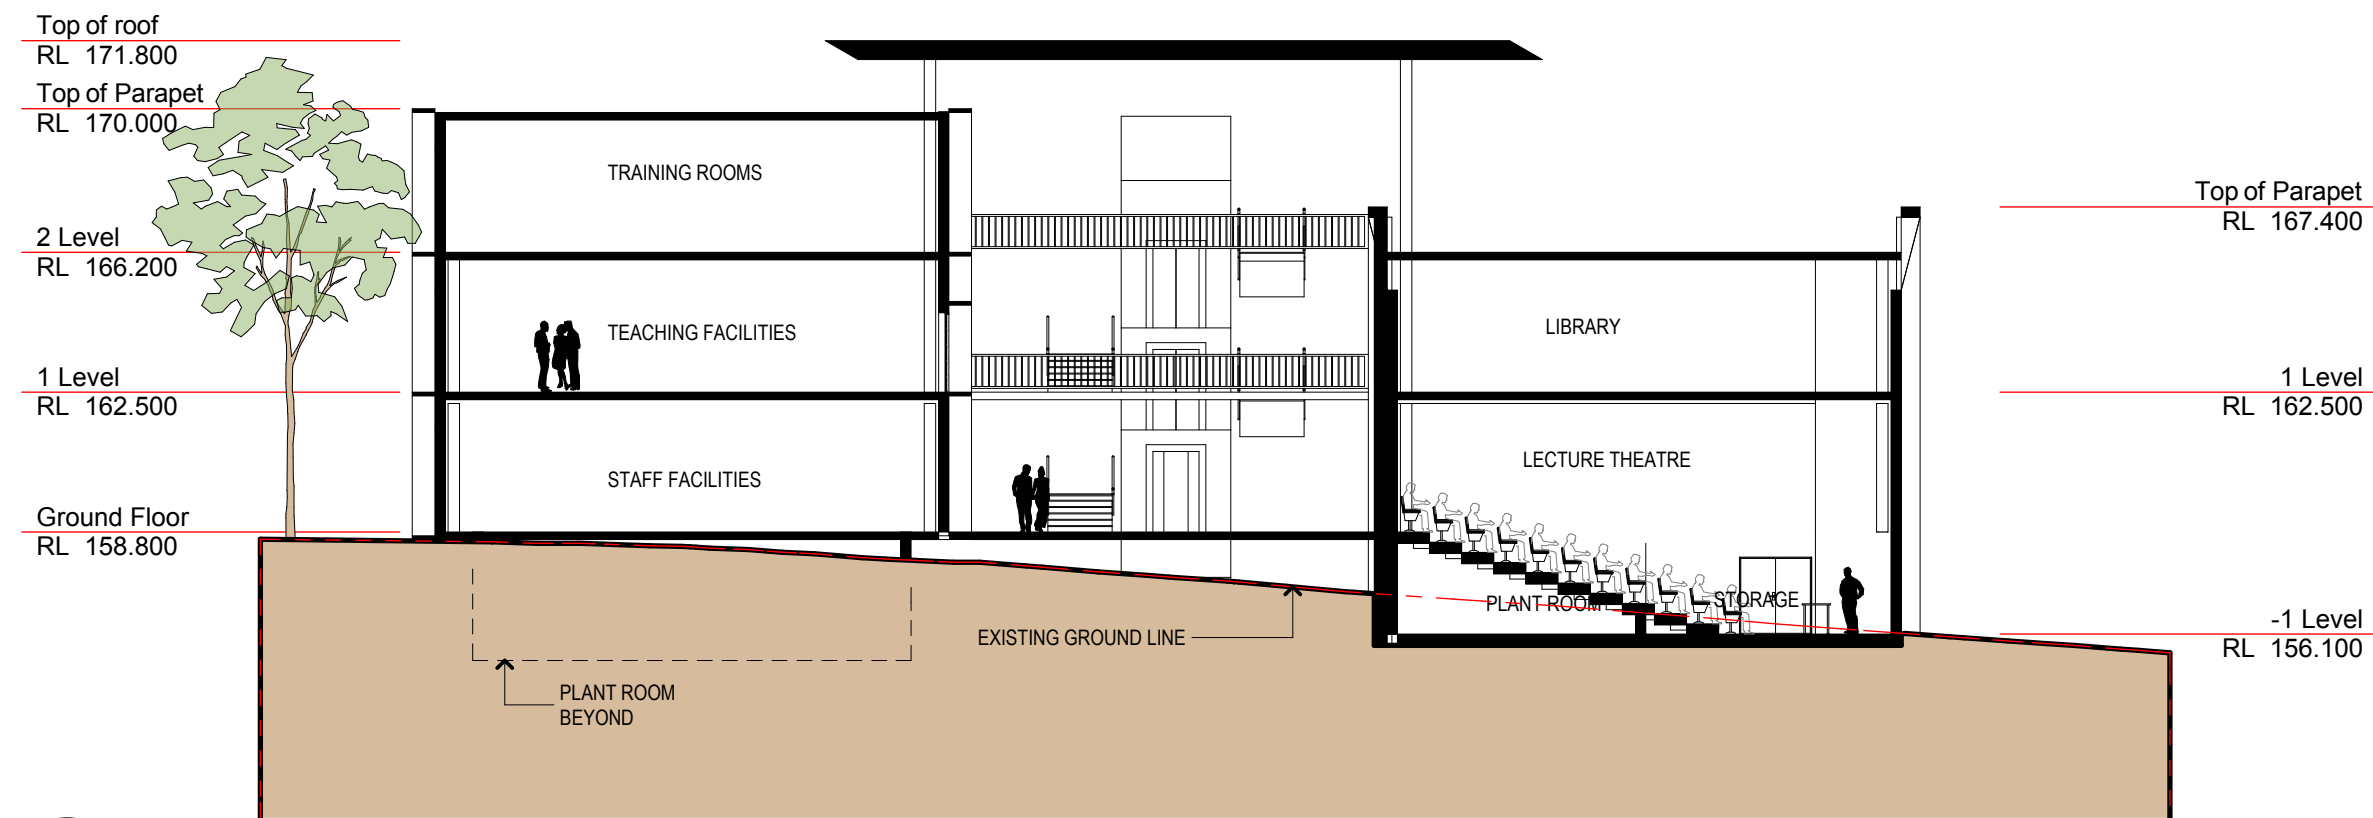 Top of roof
RL 171.800
Top of Parapet
RL 170.000
TRAINING ROOMS
Top of Parapet
RL 167.400
2 Level
RL 166.200
TEACHING FACILITIES
LIBRARY
1 Level
RL 162.500
1 Level
RL 162.500
LECTURE THEATRE
STAFF FACILITIES
Ground Floor
RL 158.800
PLANT ROOM
STORAGE
EXISTING GROUND LINE
-1 Level
RL 156.100
PLANT ROOM
BEYOND